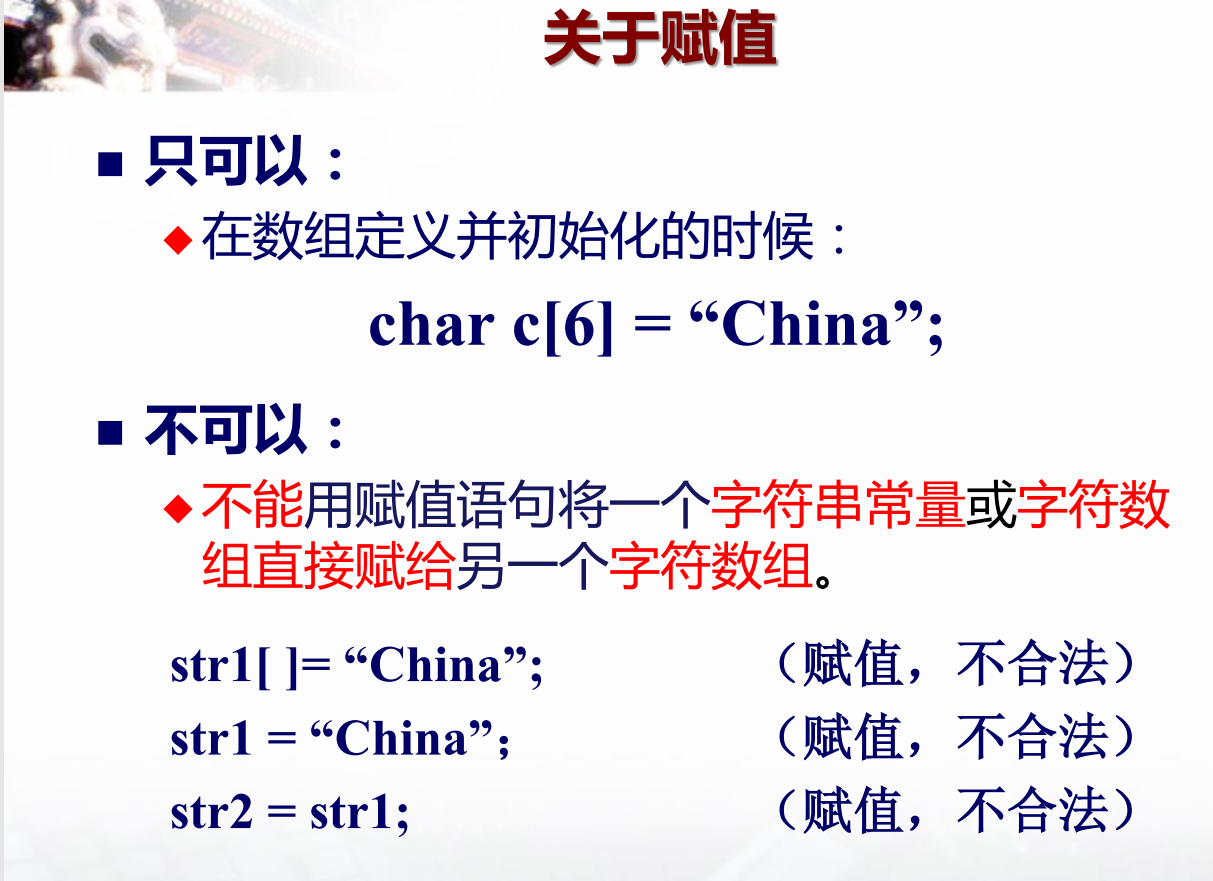 关于赋值
只可以：
在数组定义并初始化的时候：
char c[6] = “China”;
不可以：
不能用赋值语句将一个字符串常量或字符数
组直接赋给另一个字符数组。
str1[ ]= “China”; （赋值，不合法）
str1 = “China”； （赋值，不合法）
str2 = str1; （赋值，不合法）